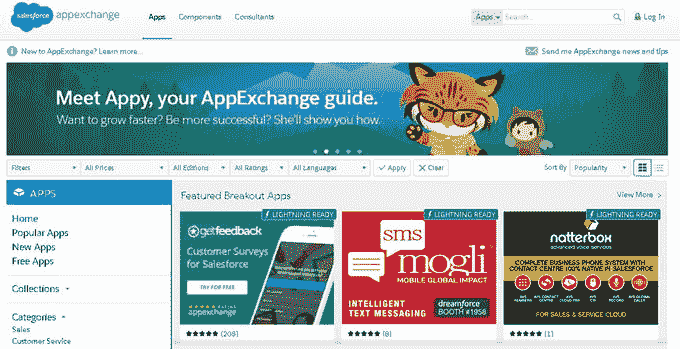 salesforce appexchange Apps Components Consultants Apps Search... Log In
New to AppExchange? Learn more... Send me AppExchange news and tips
Meet Appy, your AppExchange guide.
Want to grow faster? Be more successful? She'll show you how.
Filters All Prices All Editions All Ratings All Languages Apply Clear Sort By Popularity
APPS
Home
Popular Apps
New Apps
Free Apps
Collections
Categories
Sales
Customer Service
Featured Breakout Apps View More >
LIGHTNING READY
getfeedback
Customer Surveys
for Salesforce
TRY FOR FREE
appexchange
(209)
LIGHTNING READY
sms
mogli
MOBILE GLOBAL IMPACT
INTELLIGENT
TEXT MESSAGING
dreamforce
BOOTH #1958
(8)
LIGHTNING READY
natterbox
advanced voice services
COMPLETE BUSINESS PHONE SYSTEM WITH
CONTACT CENTRE 100% NATIVE IN SALESFORCE
FOR SALES & SERVICE CLOUD
(1)